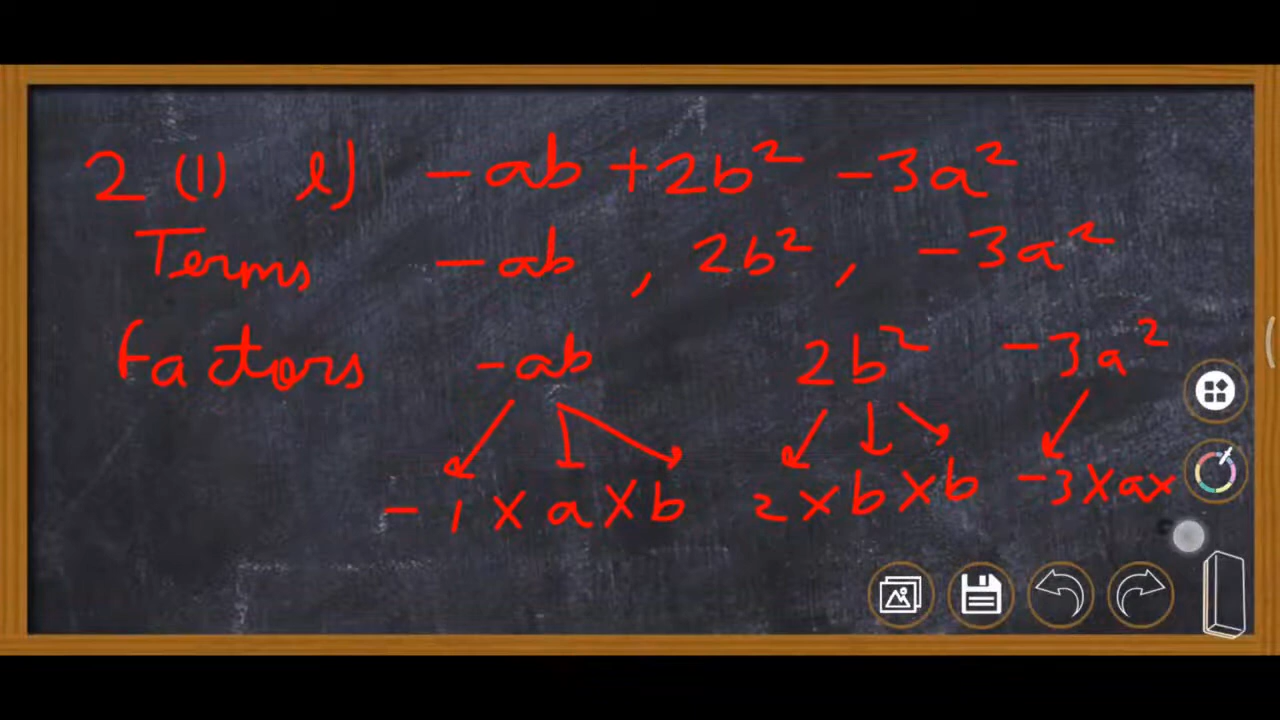 2 (1) l) -ab + 2b² - 3a²
Terms -ab , 2b² , -3a²
Factors -ab 2b² -3a²
-1 × a × b 2 × b × b -3 × a ×